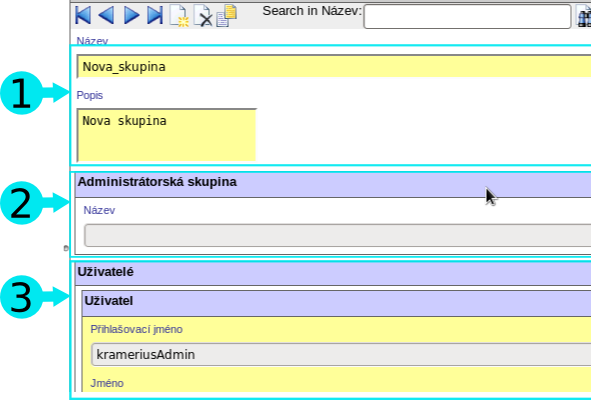 Search in Název:
Název
Nova_skupina
1
Popis
Nova skupina
Administrátorská skupina
2
Název
Uživatelé
3
Uživatel
Přihlašovací jméno
krameriusAdmin
Jméno